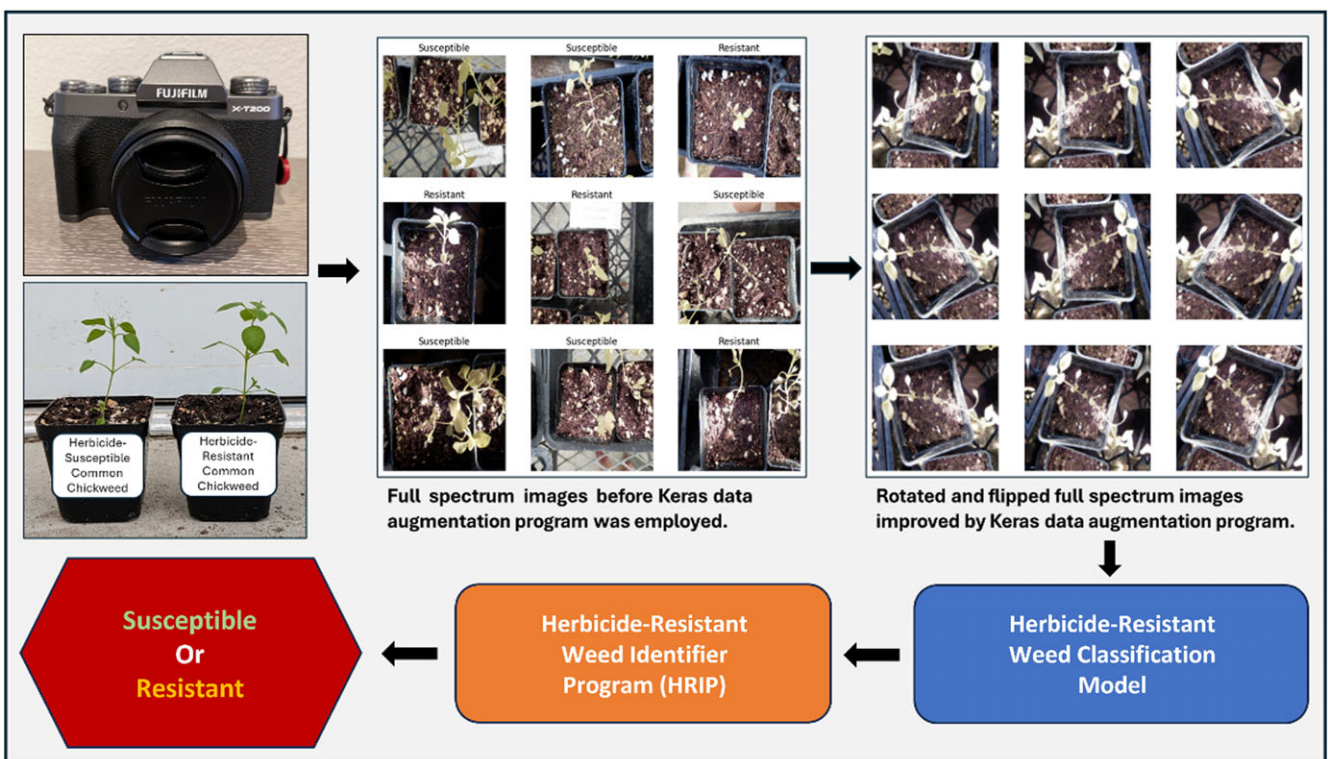 FUJIFILM
X-T200
FUJIFILM
Herbicide-
Susceptible
Common
Chickweed
Herbicide-
Resistant
Common
Chickweed
Susceptible
Susceptible
Resistant
Resistant
Resistant
Susceptible
Susceptible
Susceptible
Resistant
Full spectrum images before Keras data
augmentation program was employed.
Rotated and flipped full spectrum images
improved by Keras data augmentation program.
Herbicide-Resistant
Weed Classification
Model
Herbicide-Resistant
Weed Identifier
Program (HRIP)
Susceptible
Or
Resistant